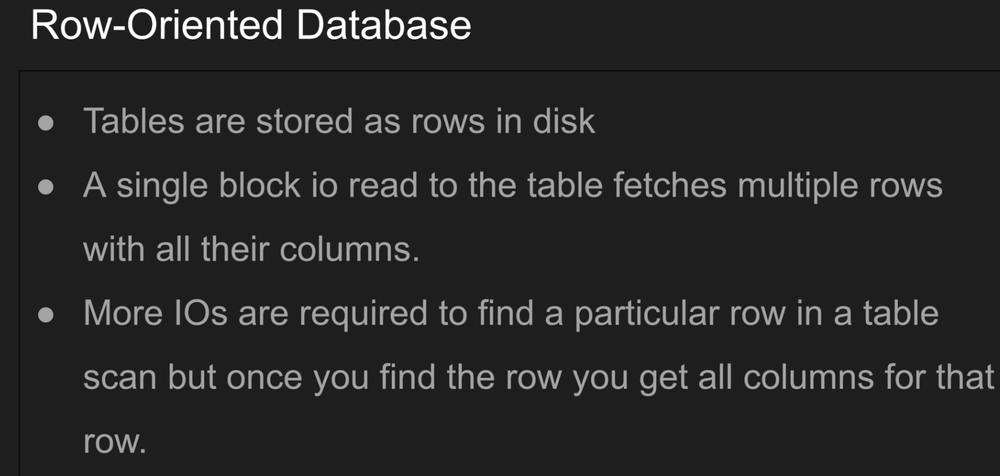 Row-Oriented Database
● Tables are stored as rows in disk
● A single block io read to the table fetches multiple rows
with all their columns.
● More IOs are required to find a particular row in a table
scan but once you find the row you get all columns for that
row.